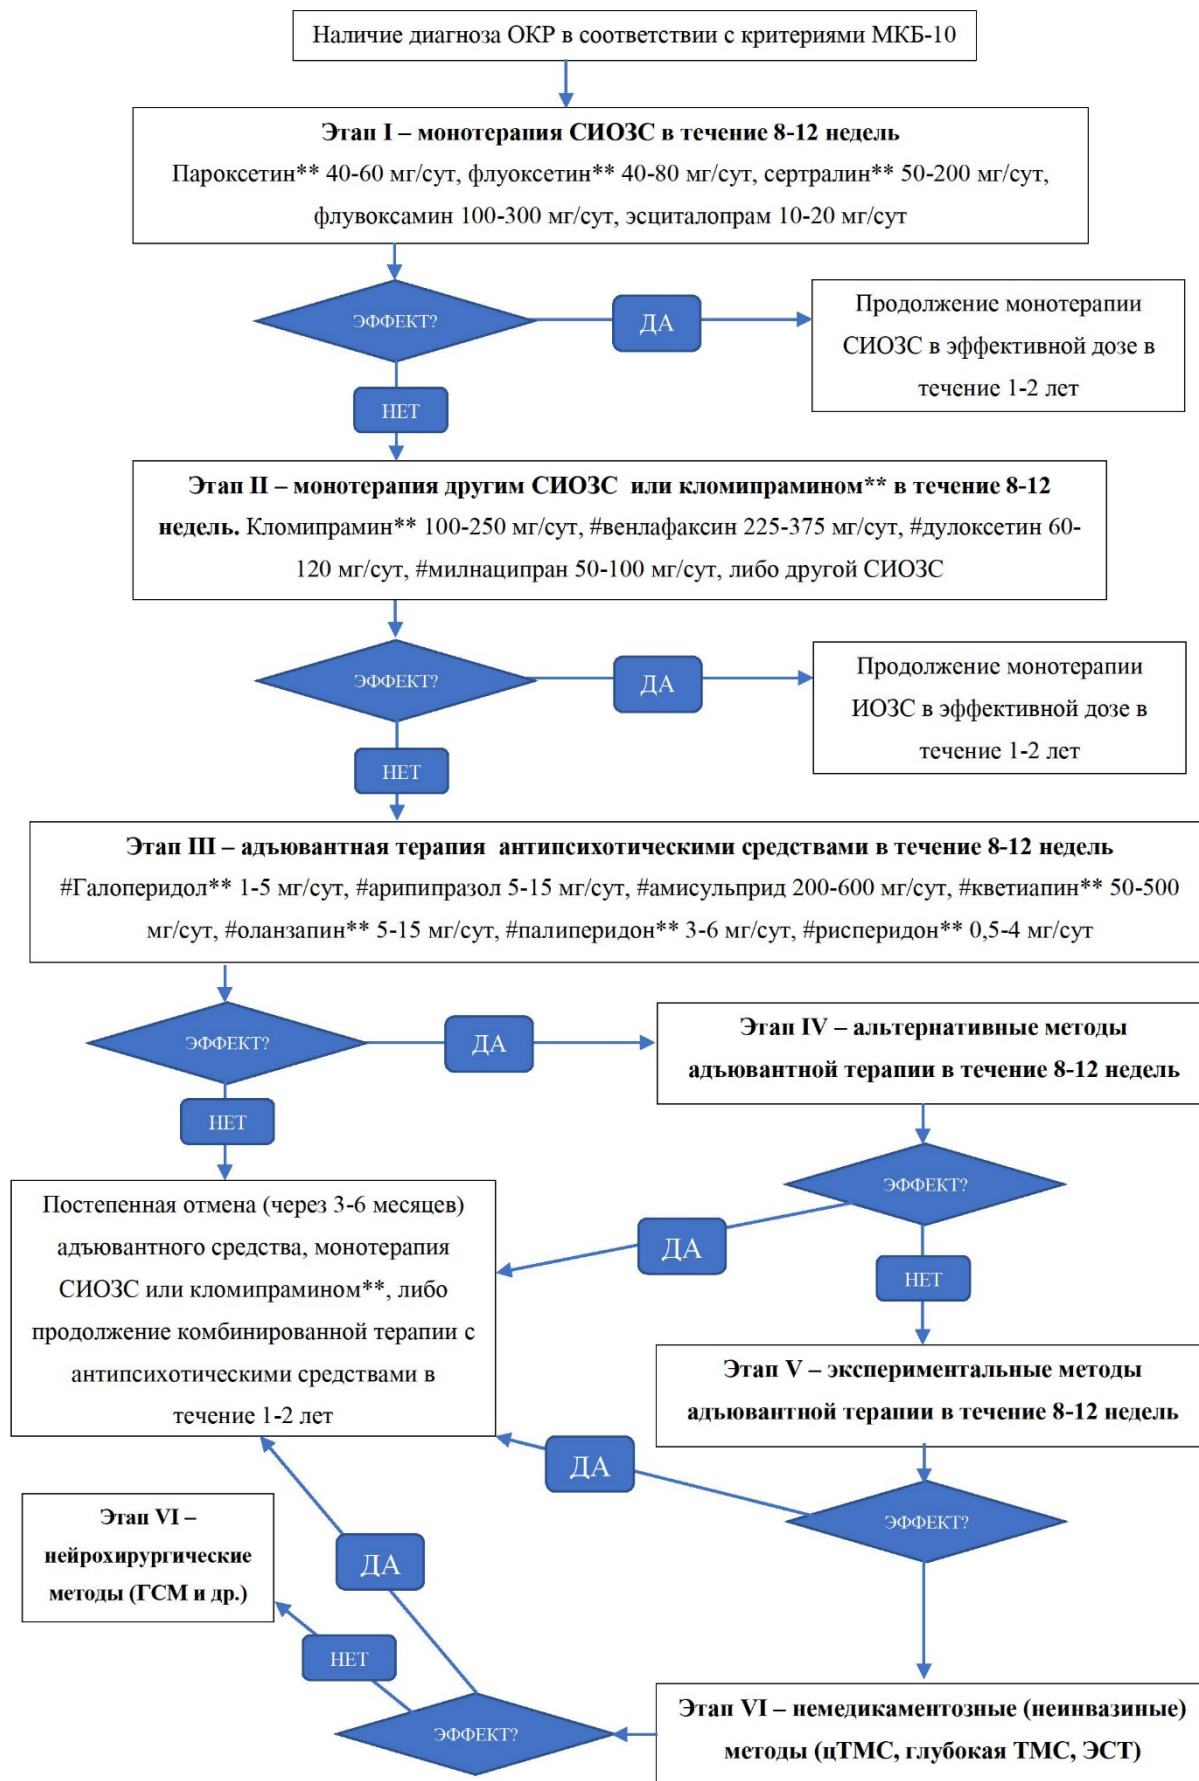 Наличие диагноза ОКР в соответствии с критериями МКБ-10
Этап I – монотерапия СИОЗС в течение 8-12 недель
Пароксетин** 40-60 мг/сут, флуоксетин** 40-80 мг/сут, сертралин** 50-200 мг/сут,
флувоксамин 100-300 мг/сут, эсциталопрам 10-20 мг/сут
ЭФФЕКТ?
ДА
Продолжение монотерапии
СИОЗС в эффективной дозе в
течение 1-2 лет
НЕТ
Этап II – монотерапия другим СИОЗС или кломипрамином** в течение 8-12
недель. Кломипрамин** 100-250 мг/сут, #венлафаксин 225-375 мг/сут, #дулоксетин 60-
120 мг/сут, #милнаципран 50-100 мг/сут, либо другой СИОЗС
ЭФФЕКТ?
ДА
Продолжение монотерапии
ИОЗС в эффективной дозе в
течение 1-2 лет
НЕТ
Этап III – адъювантная терапия антипсихотическими средствами в течение 8-12 недель
#Галоперидол** 1-5 мг/сут, #арипипразол 5-15 мг/сут, #амисульприд 200-600 мг/сут, #кветиапин** 50-500
мг/сут, #оланзапин** 5-15 мг/сут, #палиперидон** 3-6 мг/сут, #рисперидон** 0,5-4 мг/сут
ЭФФЕКТ?
ДА
Этап IV – альтернативные методы
адъювантной терапии в течение 8-12 недель
НЕТ
ЭФФЕКТ?
Постепенная отмена (через 3-6 месяцев)
адъювантного средства, монотерапия
СИОЗС или кломипрамином**, либо
продолжение комбинированной терапии с
антипсихотическими средствами в
течение 1-2 лет
ДА
НЕТ
Этап V – экспериментальные методы
адъювантной терапии в течение 8-12 недель
ДА
ЭФФЕКТ?
Этап VI –
нейрохирургические
методы (ГСМ и др.)
ДА
НЕТ
ЭФФЕКТ?
Этап VI – немедикаментозные (неинвазиные)
методы (цТМС, глубокая ТМС, ЭСТ)